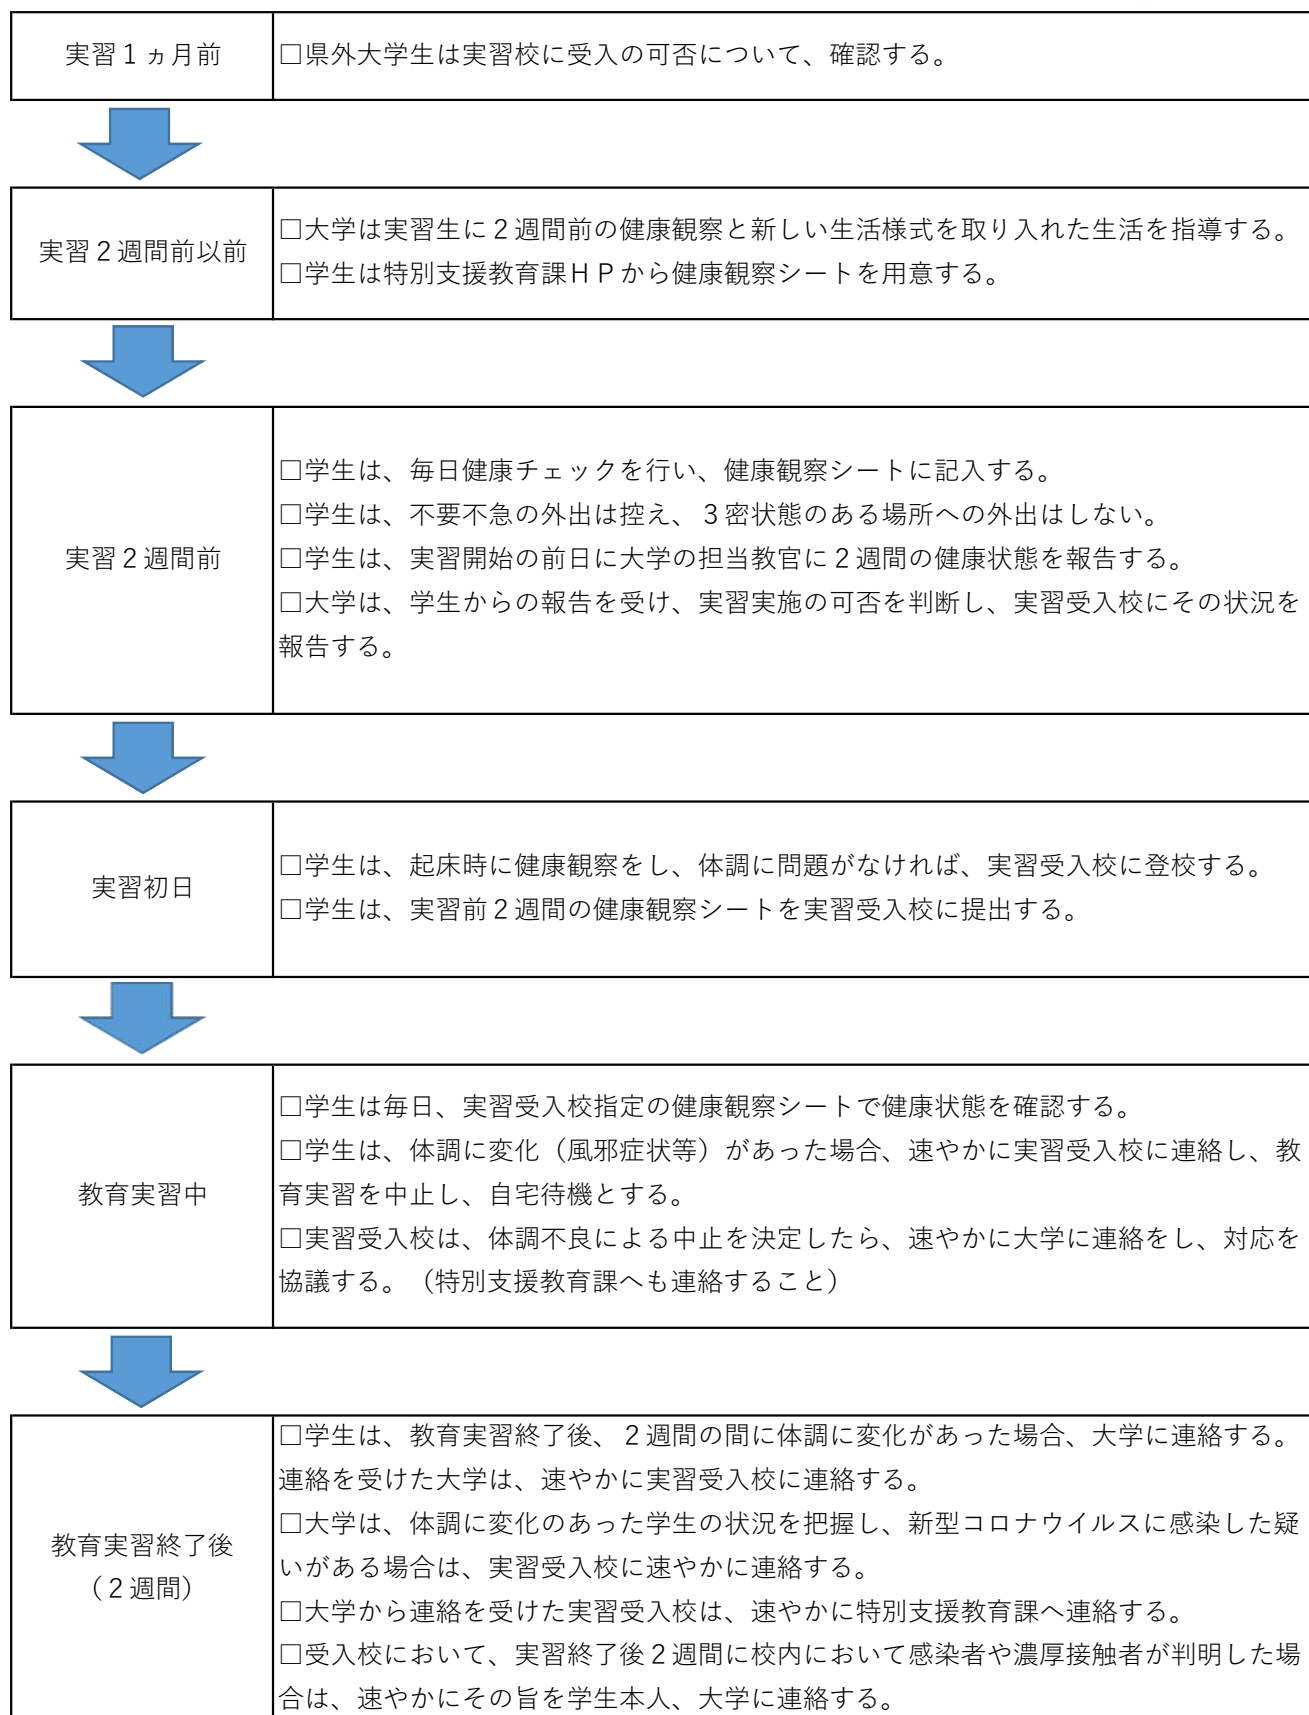 実習１ヵ月前
□県外大学生は実習校に受入の可否について、確認する。
実習２週間前以前
□大学は実習生に２週間前の健康観察と新しい生活様式を取り入れた生活を指導する。
□学生は特別支援教育課ＨＰから健康観察シートを用意する。
実習２週間前
□学生は、毎日健康チェックを行い、健康観察シートに記入する。
□学生は、不要不急の外出は控え、３密状態のある場所への外出はしない。
□学生は、実習開始の前日に大学の担当教官に２週間の健康状態を報告する。
□大学は、学生からの報告を受け、実習実施の可否を判断し、実習受入校にその状況を
報告する。
実習初日
□学生は、起床時に健康観察をし、体調に問題がなければ、実習受入校に登校する。
□学生は、実習前２週間の健康観察シートを実習受入校に提出する。
教育実習中
□学生は毎日、実習受入校指定の健康観察シートで健康状態を確認する。
□学生は、体調に変化（風邪症状等）があった場合、速やかに実習受入校に連絡し、教
育実習を中止し、自宅待機とする。
□実習受入校は、体調不良による中止を決定したら、速やかに大学に連絡をし、対応を
協議する。（特別支援教育課へも連絡すること）
教育実習終了後
（２週間）
□学生は、教育実習終了後、２週間の間に体調に変化があった場合、大学に連絡する。
連絡を受けた大学は、速やかに実習受入校に連絡する。
□大学は、体調に変化のあった学生の状況を把握し、新型コロナウイルスに感染した疑
いがある場合は、実習受入校に速やかに連絡する。
□大学から連絡を受けた実習受入校は、速やかに特別支援教育課へ連絡する。
□受入校において、実習終了後２週間に校内において感染者や濃厚接触者が判明した場
合は、速やかにその旨を学生本人、大学に連絡する。